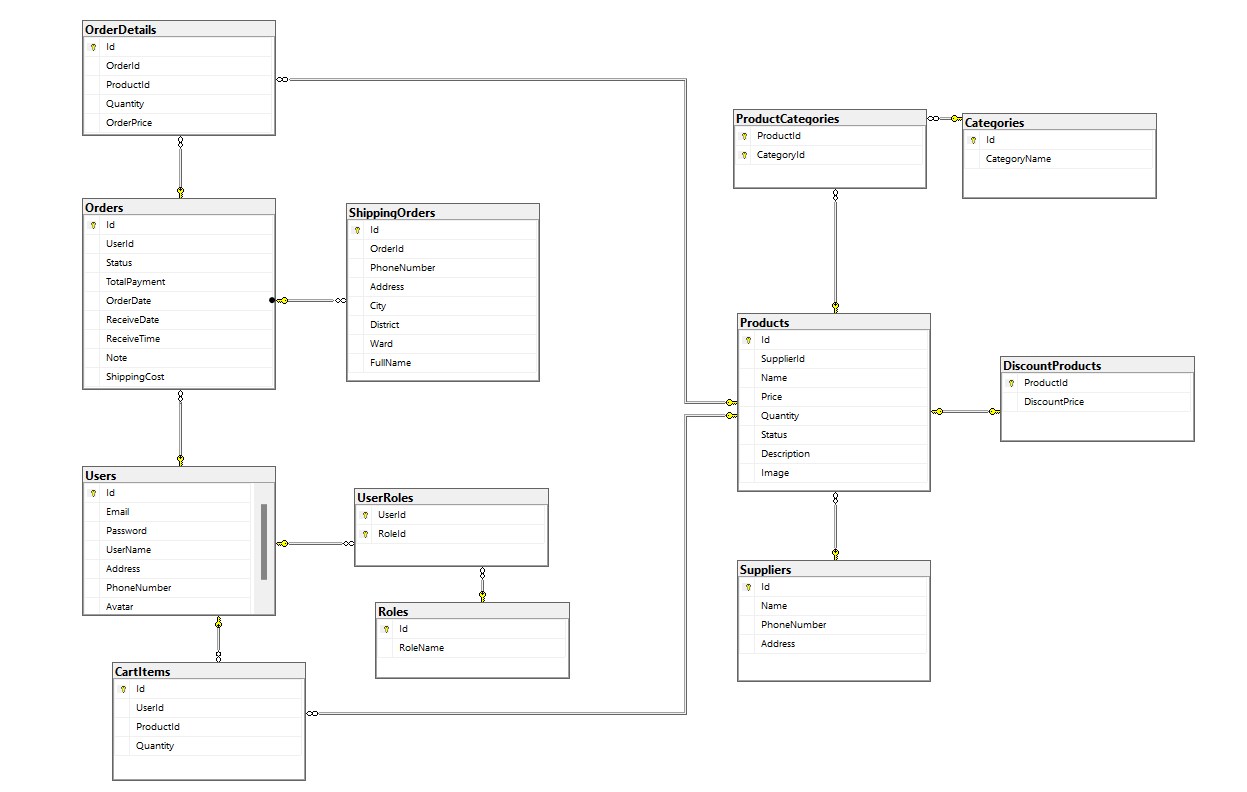 OrderDetails
Id
OrderId
ProductId
Quantity
OrderPrice
Orders
Id
UserId
Status
TotalPayment
OrderDate
ReceiveDate
ReceiveTime
Note
ShippingCost
ShippingOrders
Id
OrderId
PhoneNumber
Address
City
District
Ward
FullName
Users
Id
Email
Password
UserName
Address
PhoneNumber
Avatar
UserRoles
UserId
RoleId
Roles
Id
RoleName
CartItems
Id
UserId
ProductId
Quantity
ProductCategories
ProductId
CategoryId
Categories
Id
CategoryName
Products
Id
SupplierId
Name
Price
Quantity
Status
Description
Image
DiscountProducts
ProductId
DiscountPrice
Suppliers
Id
Name
PhoneNumber
Address